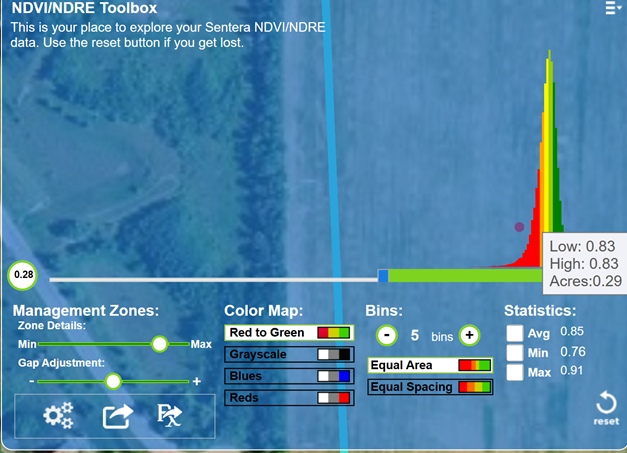 NDVI/NDRE Toolbox
This is your place to explore your Sentera NDVI/NDRE
data. Use the reset button if you get lost.
Low: 0.83
High: 0.83
Acres:0.29
0.28
Management Zones:
Zone Details:
Min
Max
Gap Adjustment:
-
+
Color Map:
Red to Green
Grayscale
Blues
Reds
Bins:
- 5 bins +
Equal Area
Equal Spacing
Statistics:
Avg 0.85
Min 0.76
Max 0.91
reset